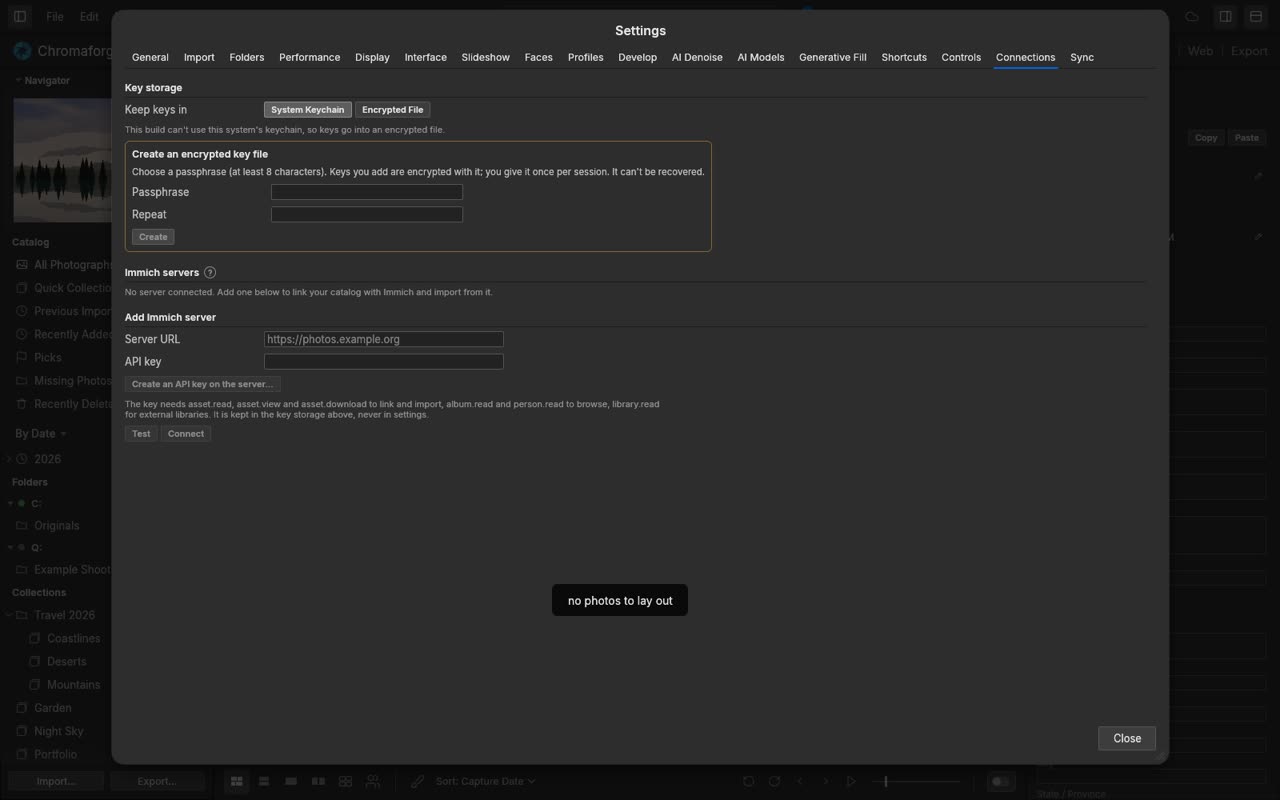 File Edit
Chromaforg
Web | Export
Settings
General Import Folders Performance Display Interface Slideshow Faces Profiles Develop AI Denoise AI Models Generative Fill Shortcuts Controls Connections Sync
Navigator
Key storage
Keep keys in System Keychain Encrypted File
This build can't use this system's keychain, so keys go into an encrypted file.
Create an encrypted key file
Choose a passphrase (at least 8 characters). Keys you add are encrypted with it; you give it once per session. It can't be recovered.
Passphrase
Repeat
Create
Copy Paste
Immich servers ?
No server connected. Add one below to link your catalog with Immich and import from it.
Add Immich server
Server URL https://photos.example.org
API key
Create an API key on the server...
The key needs asset.read, asset.view and asset.download to link and import, album.read and person.read to browse, library.read
for external libraries. It is kept in the key storage above, never in settings.
Test Connect
Catalog
All Photographs
Quick Collectio
Previous Impor
Recently Added
Picks
Missing Photos
Recently Delete
By Date
2026
Folders
C:
Originals
Q:
Example Shoot
Collections
Travel 2026
Coastlines
Deserts
Mountains
Garden
Night Sky
Portfolio
no photos to lay out
Close
Import... Export...
Sort: Capture Date
State / Province